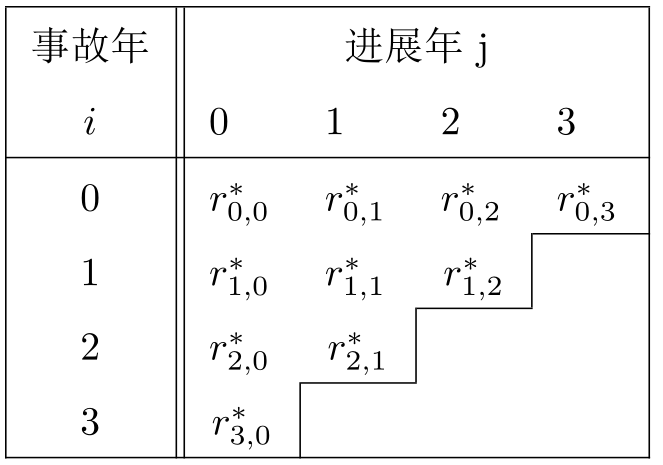 事故年 进展年 j
i 0 1 2 3
0 r*0,0 r*0,1 r*0,2 r*0,3
1 r*1,0 r*1,1 r*1,2
2 r*2,0 r*2,1
3 r*3,0